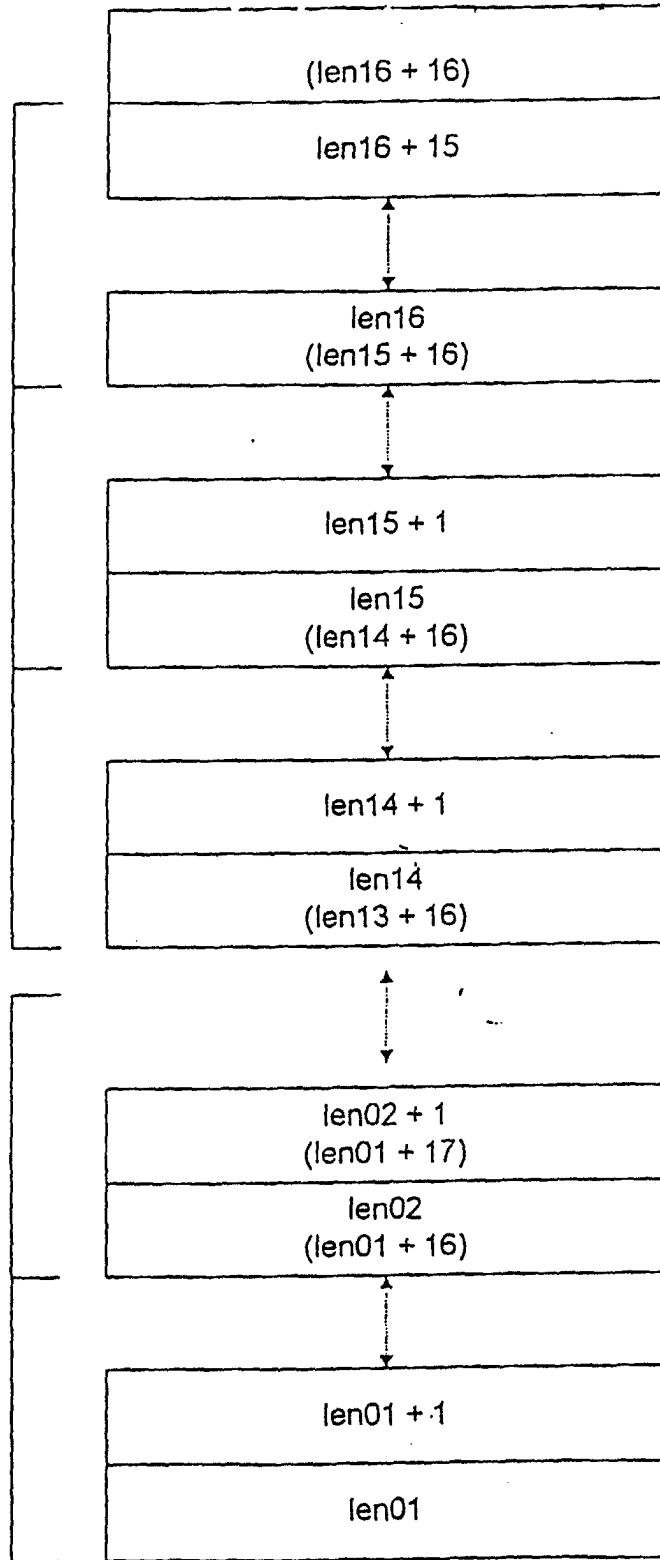 (len16 + 16)
len16 + 15
len16
(len15 + 16)
len15 + 1
len15
(len14 + 16)
len14 + 1
len14
(len13 + 16)
len02 + 1
(len01 + 17)
len02
(len01 + 16)
len01 + 1
len01